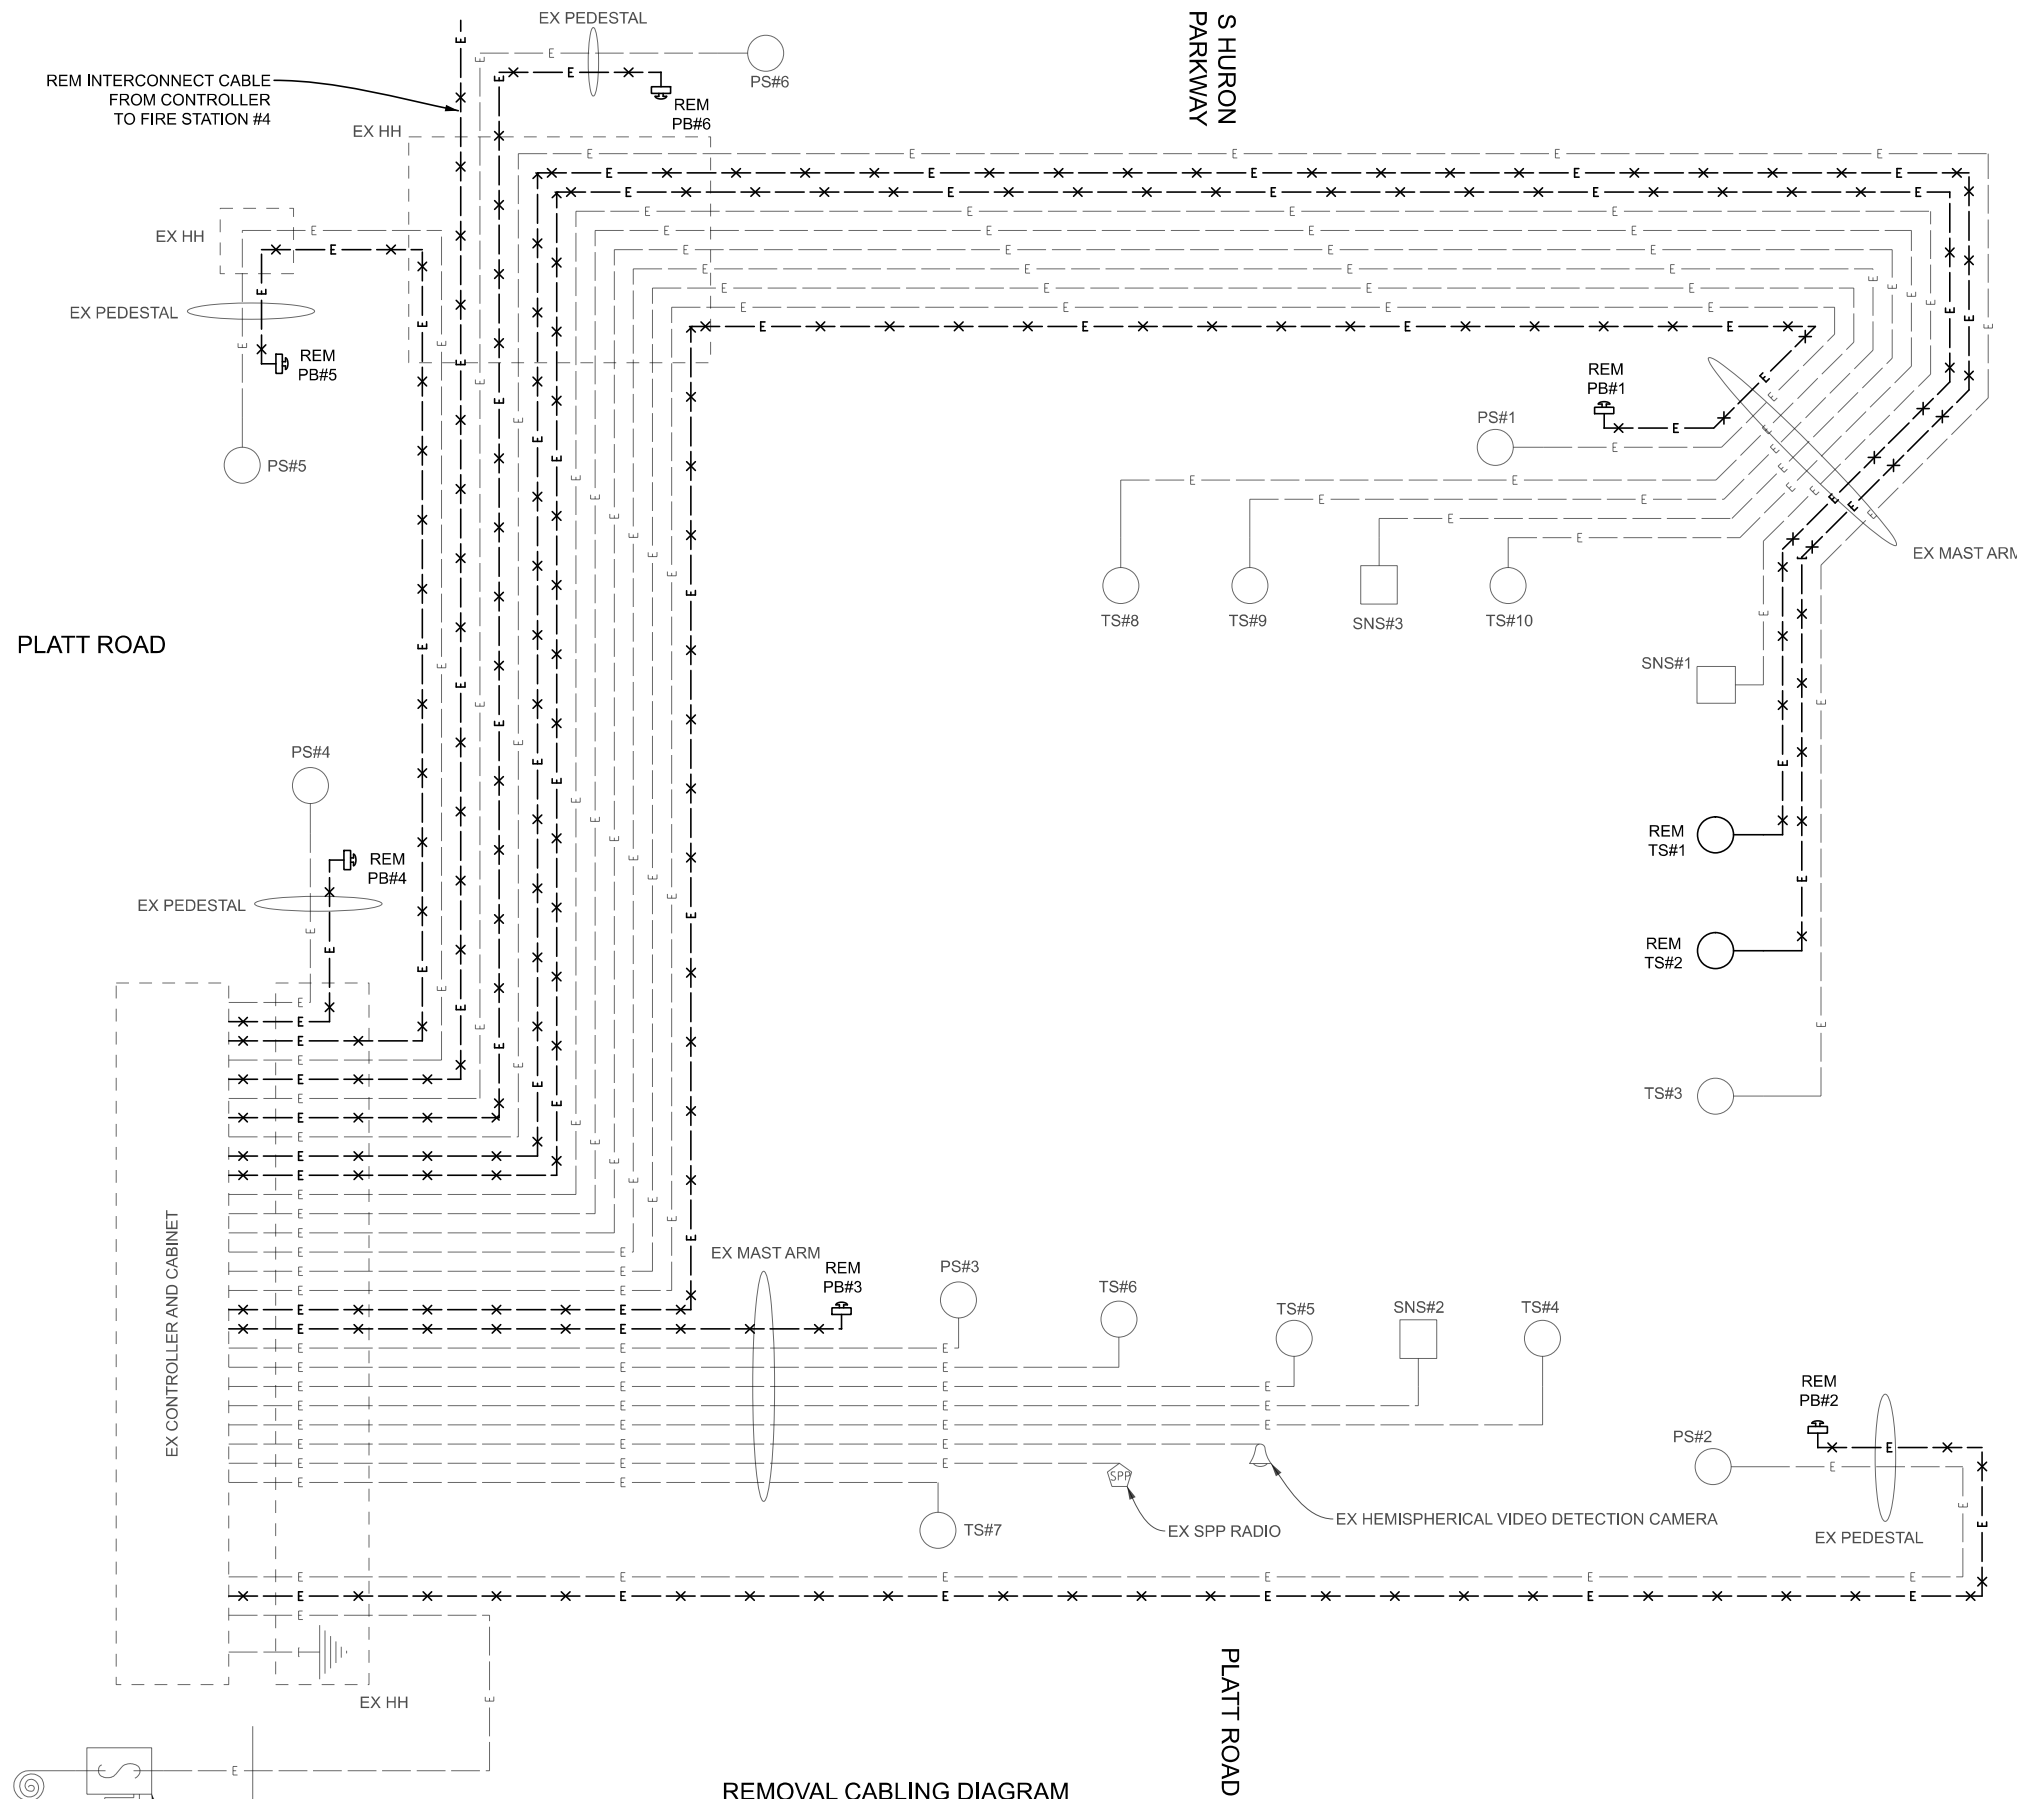 EX PEDESTAL
S HURON
PARKWAY
REM INTERCONNECT CABLE
FROM CONTROLLER
TO FIRE STATION #4
PS#6
REM
PB#6
EX HH
EX HH
EX PEDESTAL
REM
PB#5
PS#5
REM
PB#1
PS#1
EX MAST ARM
TS#8
TS#9
SNS#3
TS#10
PLATT ROAD
SNS#1
PS#4
REM
TS#1
REM
PB#4
EX PEDESTAL
REM
TS#2
TS#3
EX CONTROLLER AND CABINET
EX MAST ARM
REM
PB#3
PS#3
TS#6
TS#5
SNS#2
TS#4
REM
PB#2
PS#2
SPP
TS#7
EX SPP RADIO
EX HEMISPHERICAL VIDEO DETECTION CAMERA
EX PEDESTAL
EX HH
PLATT ROAD
REMOVAL CABLING DIAGRAM